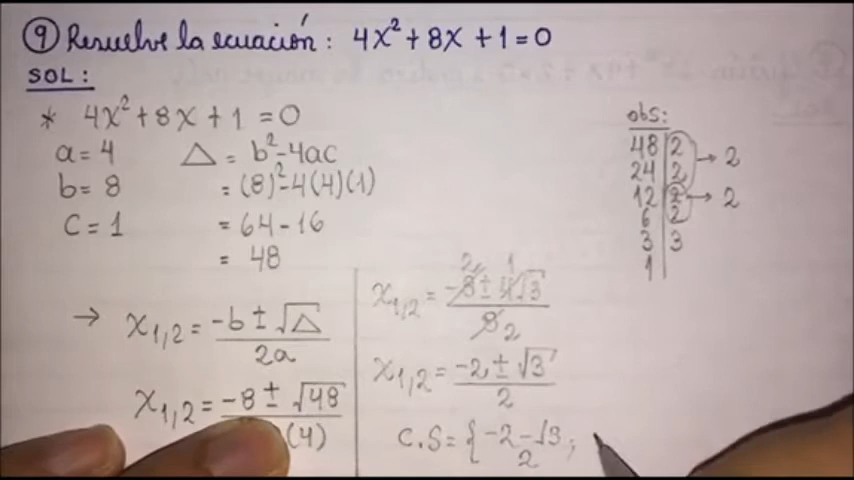 ⑨ Resuelve la ecuación: 4x² + 8x + 1 = 0
SOL:
* 4x² + 8x + 1 = 0
a = 4
b = 8
c = 1
△ = b² - 4ac
= (8)² - 4(4)(1)
= 64 - 16
= 48
→ x1,2 = -b ± √△ / 2a
x1,2 = -8 ± √48 / (4)
x1,2 = -8 ± 4√3 / 8
2 1
2
x1,2 = -2 ± √3 / 2
C.S = { -2 - √3 / 2 ;
obs:
48 | 2
24 | 2 → 2
12 | 2
6 | 2 → 2
3 | 3
1